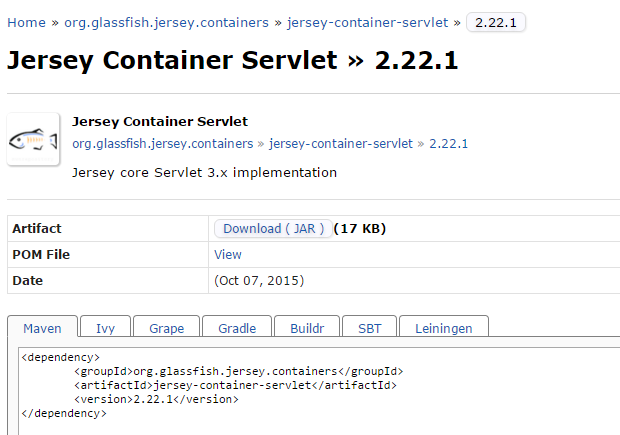 Home » org.glassfish.jersey.containers » jersey-container-servlet » 2.22.1
Jersey Container Servlet » 2.22.1
Jersey Container Servlet
org.glassfish.jersey.containers » jersey-container-servlet » 2.22.1
Jersey core Servlet 3.x implementation
Artifact Download ( JAR ) (17 KB)
POM File View
Date (Oct 07, 2015)
Maven Ivy Grape Gradle Buildr SBT Leiningen
<dependency>
<groupId>org.glassfish.jersey.containers</groupId>
<artifactId>jersey-container-servlet</artifactId>
<version>2.22.1</version>
</dependency>